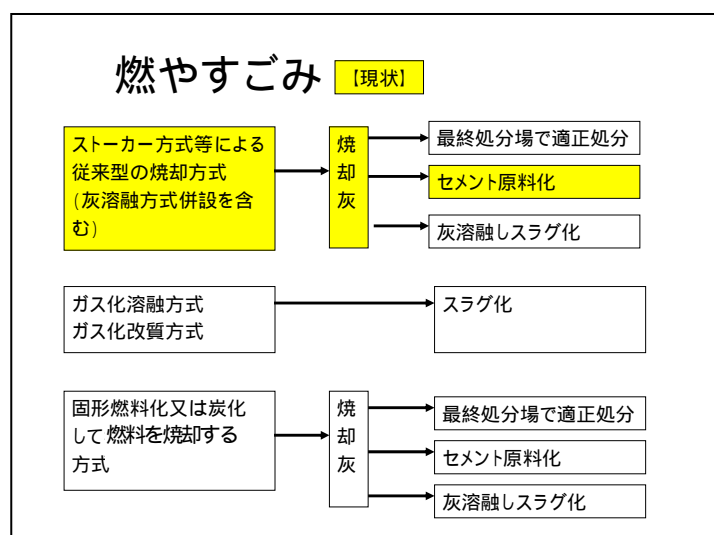 燃やすごみ 【現状】
ストーカー方式等による
従来型の焼却方式
(灰溶融方式併設を含
む)
焼
却
灰
最終処分場で適正処分
セメント原料化
灰溶融しスラグ化
ガス化溶融方式
ガス化改質方式
スラグ化
固形燃料化又は炭化
して燃料を焼却する
方式
焼
却
灰
最終処分場で適正処分
セメント原料化
灰溶融しスラグ化